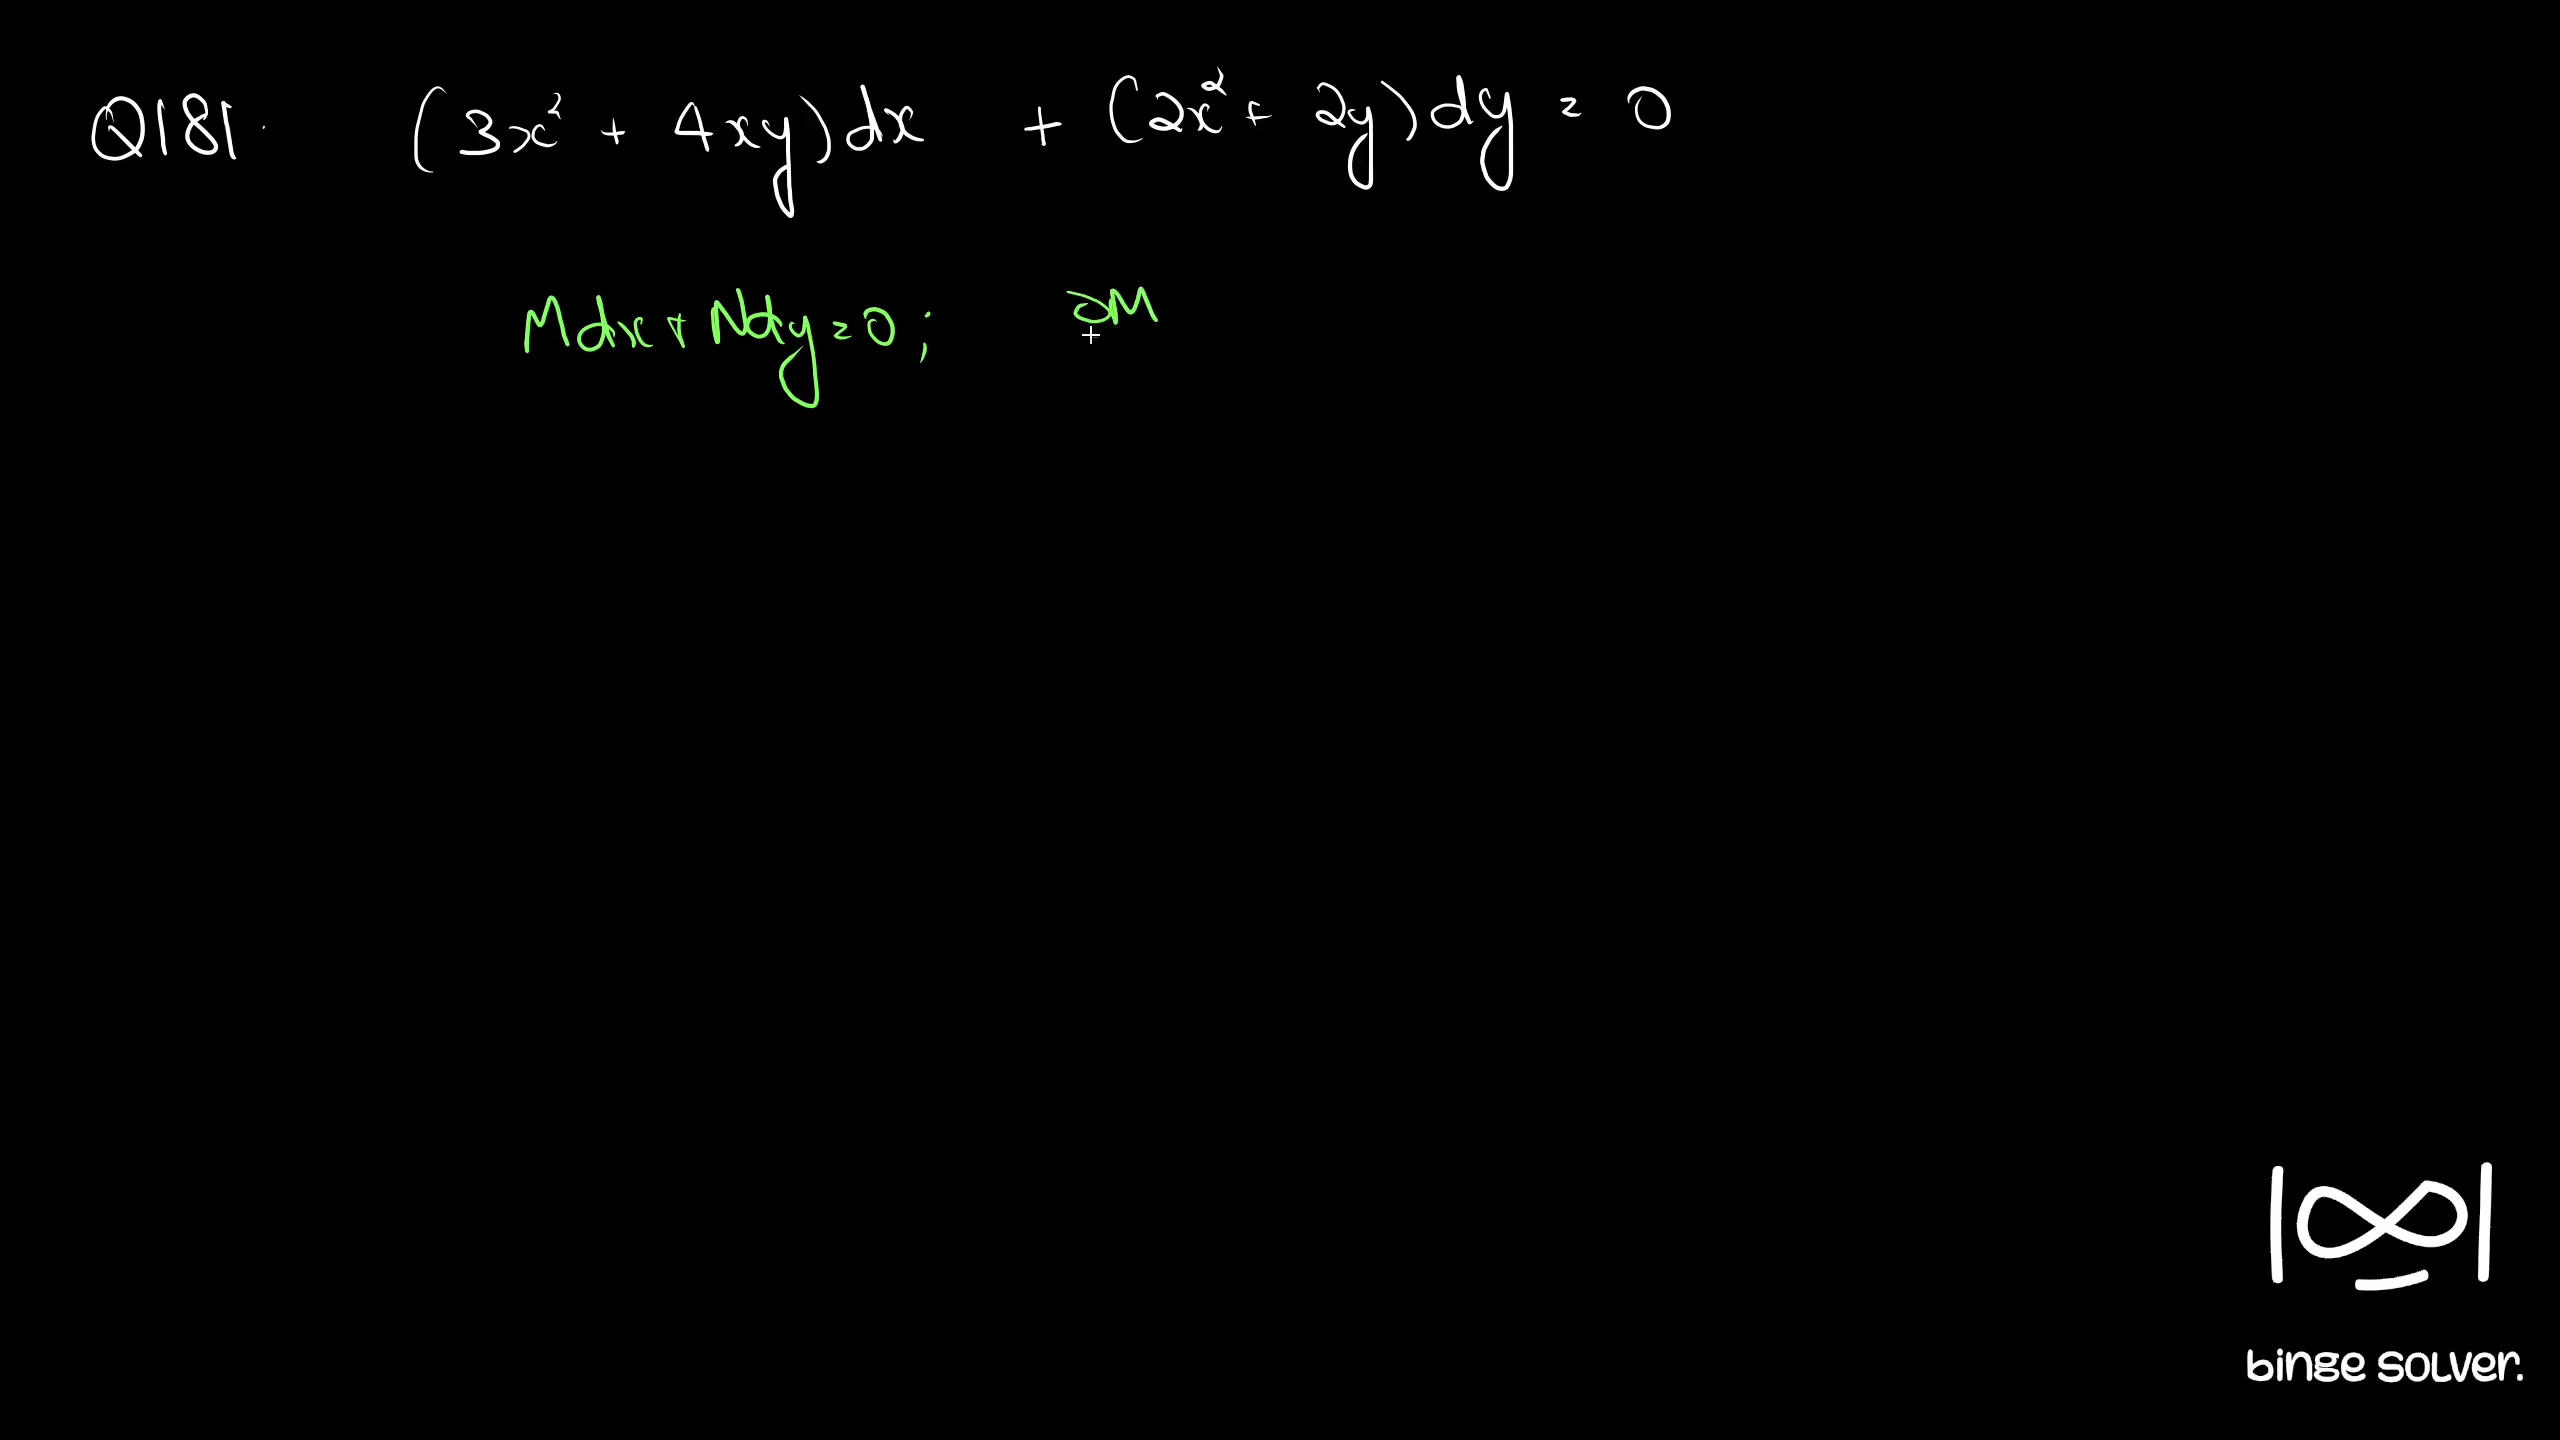 Q181. (3x² + 4xy)dx + (2x² + 2y)dy = 0
Mdx + Ndy = 0; ∂M
|∞|
binge solver.